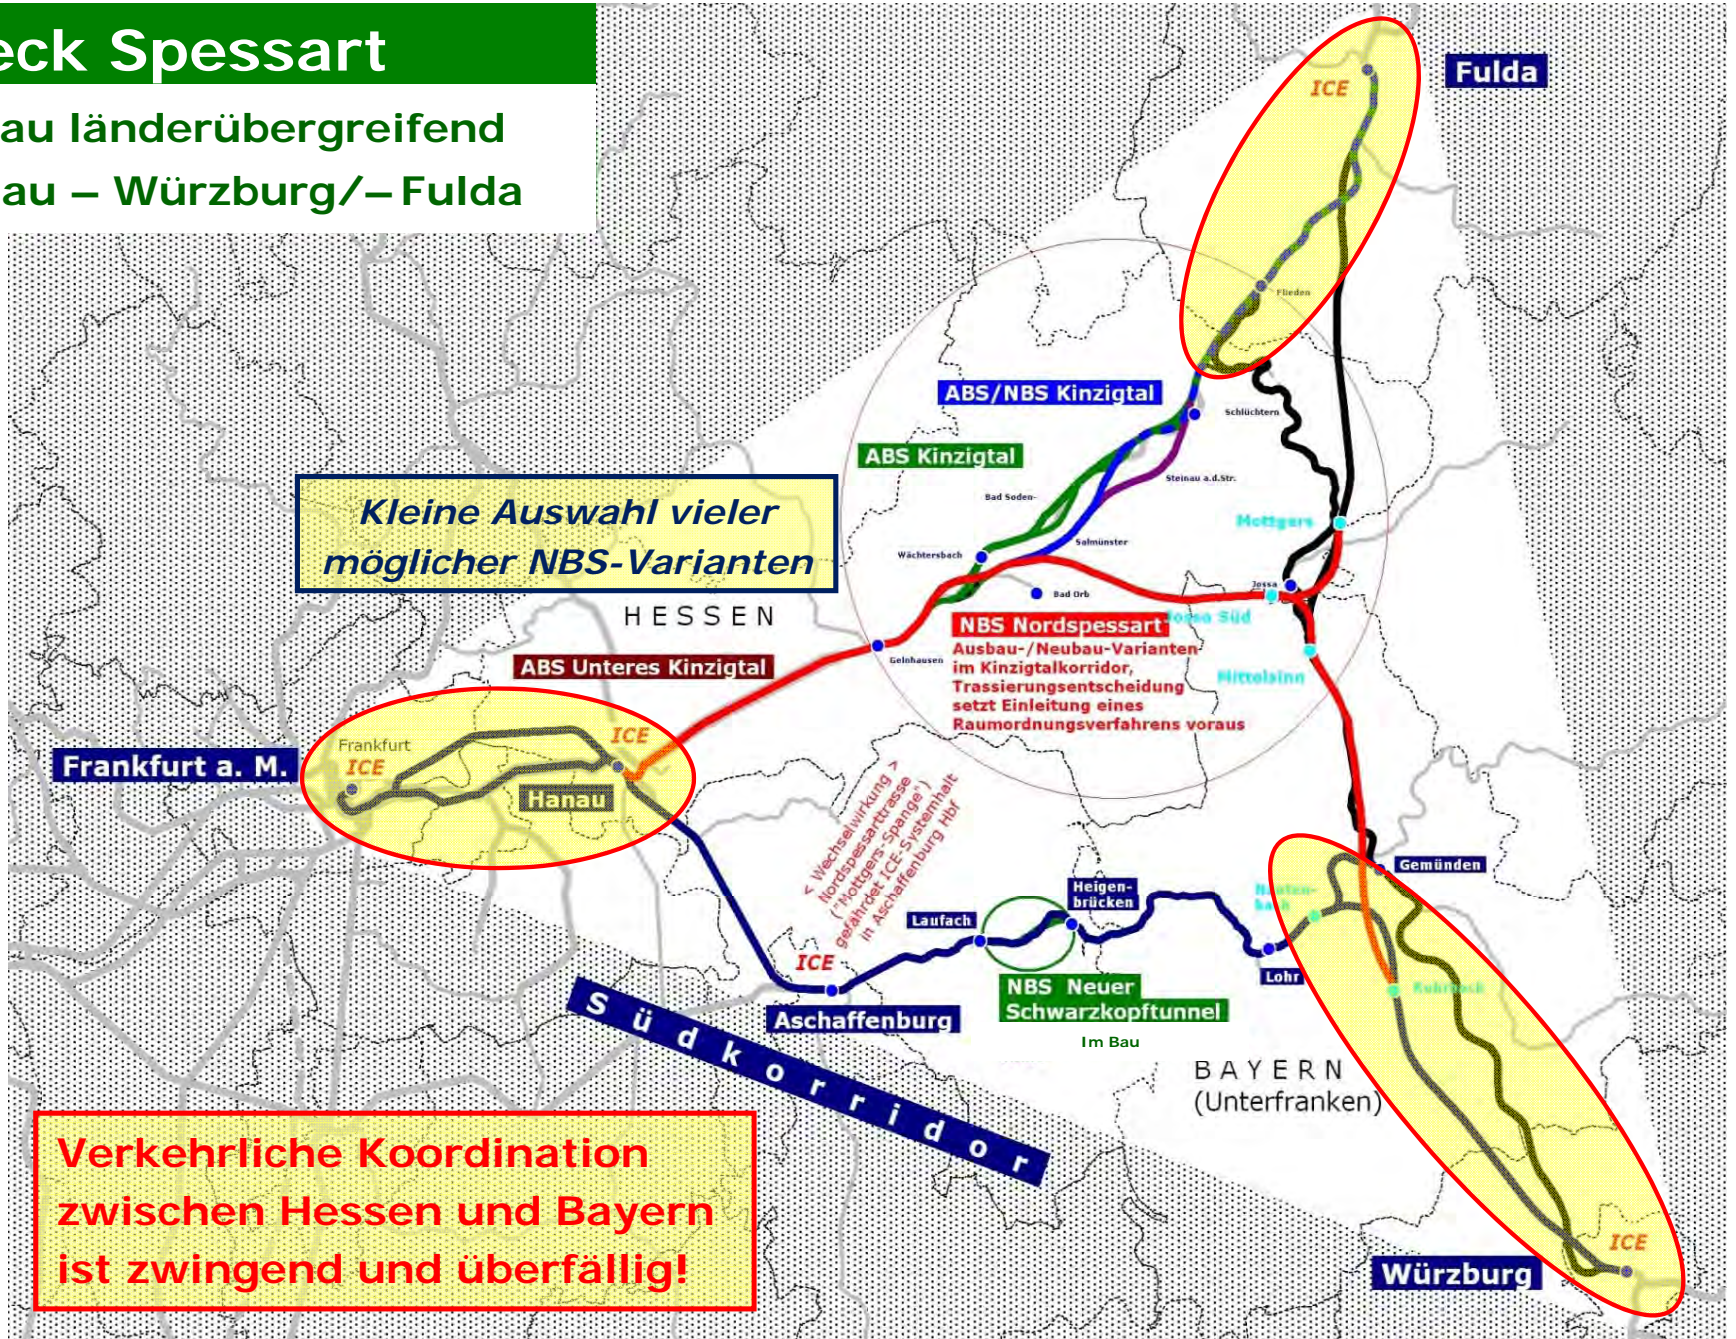 eck Spessart
au länderübergreifend
au – Würzburg/– Fulda
Fulda
ICE
Flieden
ABS/NBS Kinzigtal
Schlüchtern
ABS Kinzigtal
Steinau a.d.Str.
Bad Soden-
Salmünster
Kleine Auswahl vieler
möglicher NBS-Varianten
Mottgers
Wächtersbach
Jossa
Bad Orb
HESSEN
NBS Nordspessart
Jossa Süd
Ausbau-/Neubau-Varianten
im Kinzigtalkorridor,
Trassierungsentscheidung
setzt Einleitung eines
Raumordnungsverfahrens voraus
Gelnhausen
ABS Unteres Kinzigtal
Mittelsinn
ICE
Frankfurt
ICE
Frankfurt a. M.
Hanau
< Wechselwirkung >
Nordspessarttrasse
("Mottgers-Spange")
gefährdet ICE-Systemhalt
in Aschaffenburg Hbf
Gemünden
Heigen-
brücken
Nanten-
bach
Laufach
ICE
Lohr
NBS Neuer
Schwarzkopftunnel
Im Bau
Aschaffenburg
Südkorridor
BAYERN
(Unterfranken)
Verkehrliche Koordination
zwischen Hessen und Bayern
ist zwingend und überfällig!
ICE
Würzburg